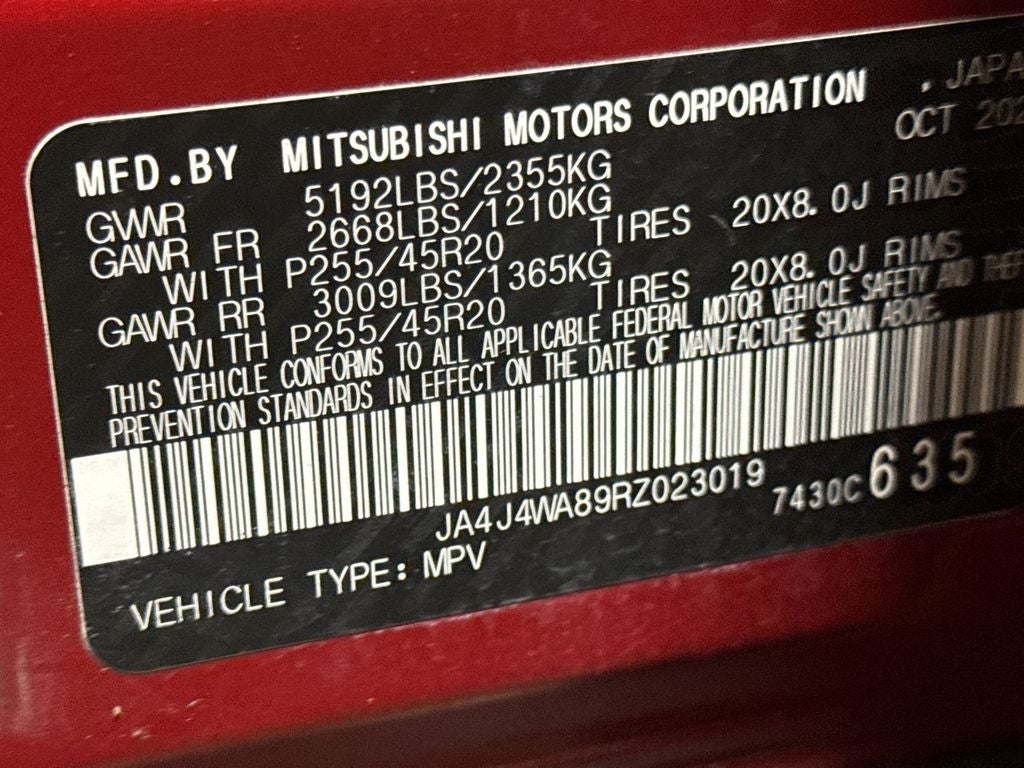 MFD.BY MITSUBISHI MOTORS CORPORATION . JAPA
GVWR 5192LBS/2355KG OCT 202
GAWR FR 2668LBS/1210KG
WITH P255/45R20 TIRES 20X8.0J RIMS
GAWR RR 3009LBS/1365KG
WITH P255/45R20 TIRES 20X8.0J RIMS
THIS VEHICLE CONFORMS TO ALL APPLICABLE FEDERAL MOTOR VEHICLE SAFETY AND THEFT
PREVENTION STANDARDS IN EFFECT ON THE DATE OF MANUFACTURE SHOWN ABOVE.
JA4J4WA89RZ023019 7430C635
VEHICLE TYPE: MPV